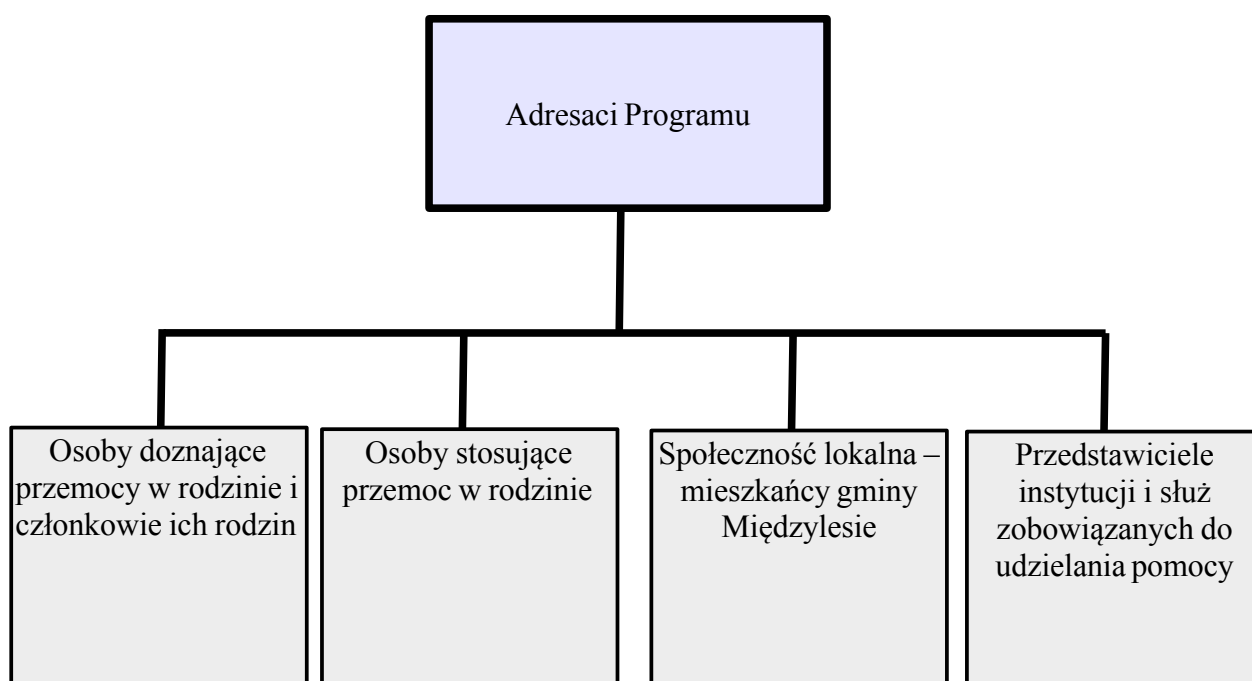 Adresaci Programu
Osoby doznające
przemocy w rodzinie i
członkowie ich rodzin
Osoby stosujące
przemoc w rodzinie
Społeczność lokalna –
mieszkańcy gminy
Międzylesie
Przedstawiciele
instytucji i służ
zobowiązanych do
udzielania pomocy